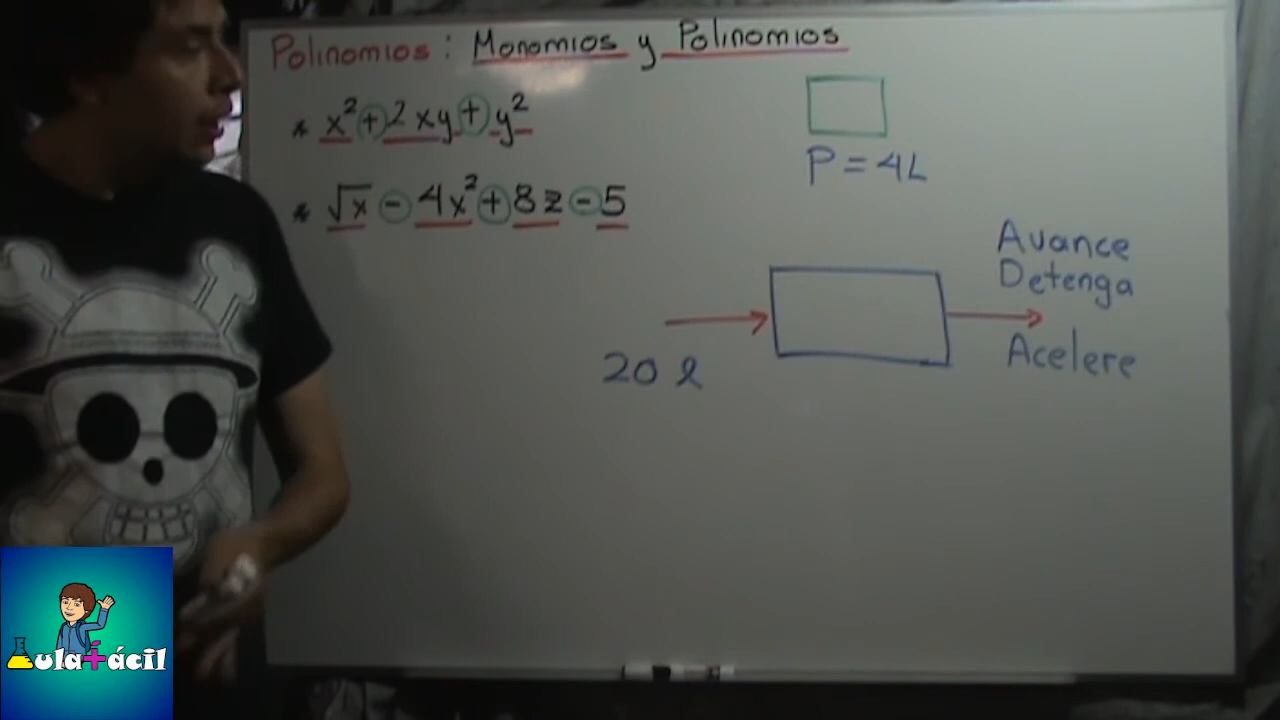 Polinomios: Monomios y Polinomios
* x² + 2xy + y²
* √x - 4x² + 8z - 5
P = 4L
Avance
Detenga
Acelere
20 l
Aula+ácil